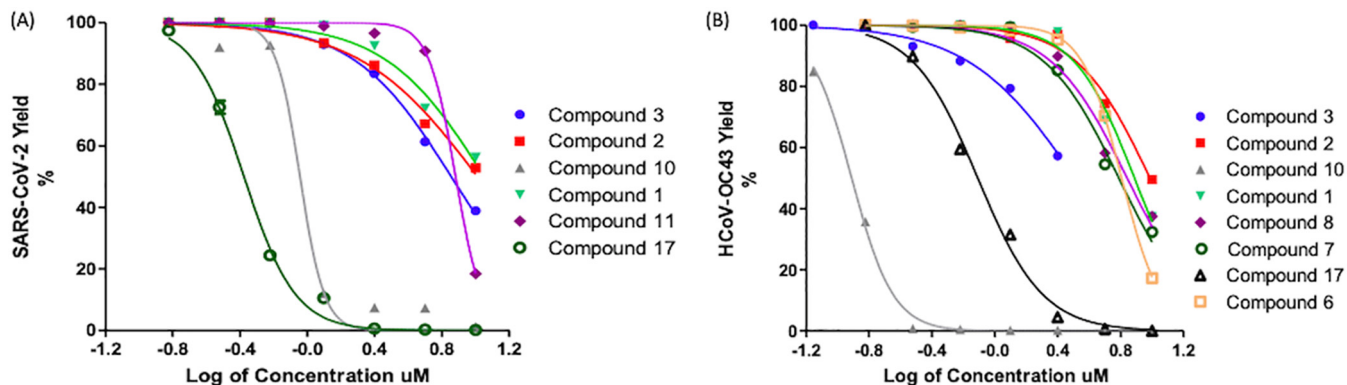 (A)
SARS-CoV-2 Yield
%
100
80
60
40
20
0
-1.2
-0.8
-0.4
-0.0
0.4
0.8
1.2
Log of Concentration uM
Compound 3
Compound 2
Compound 10
Compound 1
Compound 11
Compound 17
(B)
HCoV-OC43 Yield
%
100
80
60
40
20
0
-1.2
-0.8
-0.4
-0.0
0.4
0.8
1.2
Log of Concentration uM
Compound 3
Compound 2
Compound 10
Compound 1
Compound 8
Compound 7
Compound 17
Compound 6